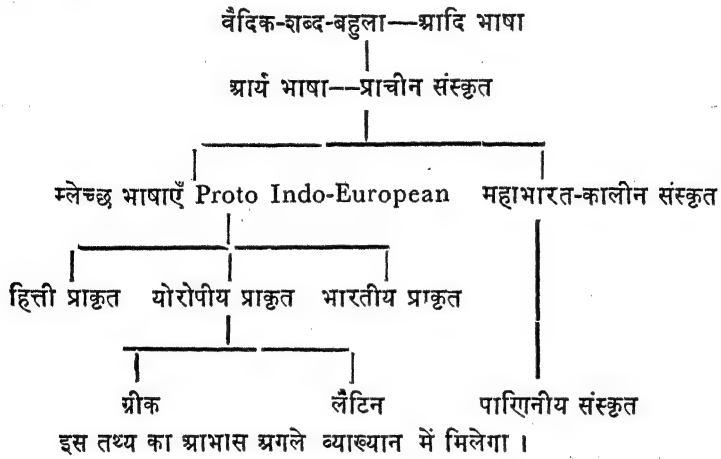 वैदिक-शब्द-बहुला—आदि भाषा
आर्य भाषा—प्राचीन संस्कृत
म्लेच्छ भाषाएँ Proto Indo-European महाभारत-कालीन संस्कृत
हित्ती प्राकृत योरोपीय प्राकृत भारतीय प्राकृत
ग्रीक लैटिन पाणिनीय संस्कृत
इस तथ्य का आभास अगले व्याख्यान में मिलेगा ।